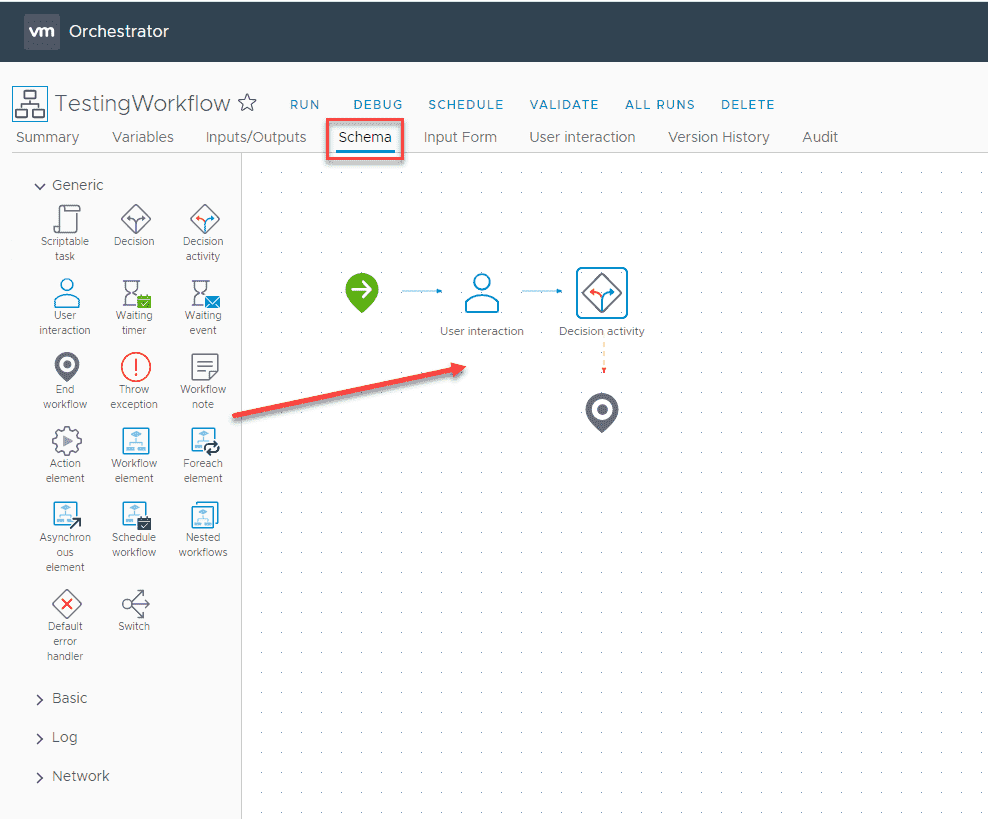 vm Orchestrator
TestingWorkflow RUN DEBUG SCHEDULE VALIDATE ALL RUNS DELETE
Summary Variables Inputs/Outputs Schema Input Form User interaction Version History Audit
Generic
Scriptable
task
Decision
Decision
activity
User
interaction
Waiting
timer
Waiting
event
End
workflow
Throw
exception
Workflow
note
Action
element
Workflow
element
Foreach
element
Asynchron
ous
element
Schedule
workflow
Nested
workflows
Default
error
handler
Switch
Basic
Log
Network
User interaction
Decision activity